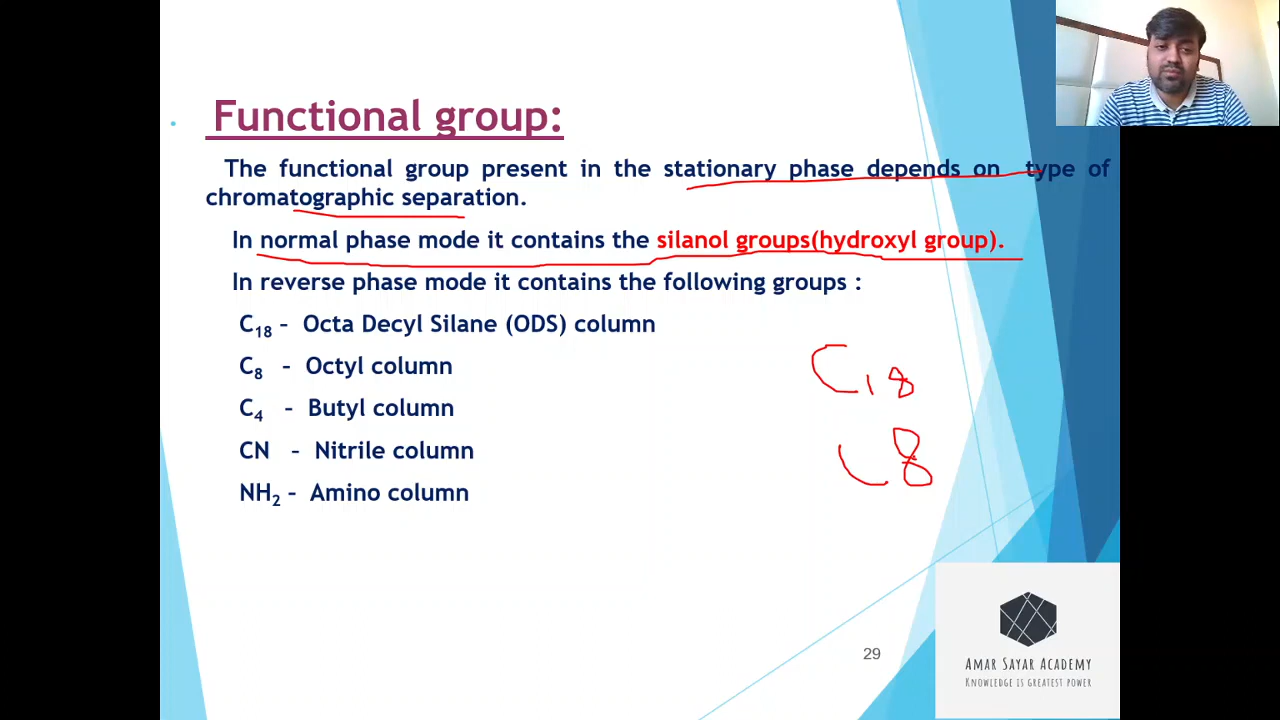 Functional group:
The functional group present in the stationary phase depends on type of
chromatographic separation.
In normal phase mode it contains the silanol groups(hydroxyl group).
In reverse phase mode it contains the following groups :
C₁₈ – Octa Decyl Silane (ODS) column
C₈ – Octyl column
C₄ – Butyl column
CN – Nitrile column
NH₂ – Amino column
C18
C8
29
AMAR SAYAR ACADEMY
KNOWLEDGE IS GREATEST POWER